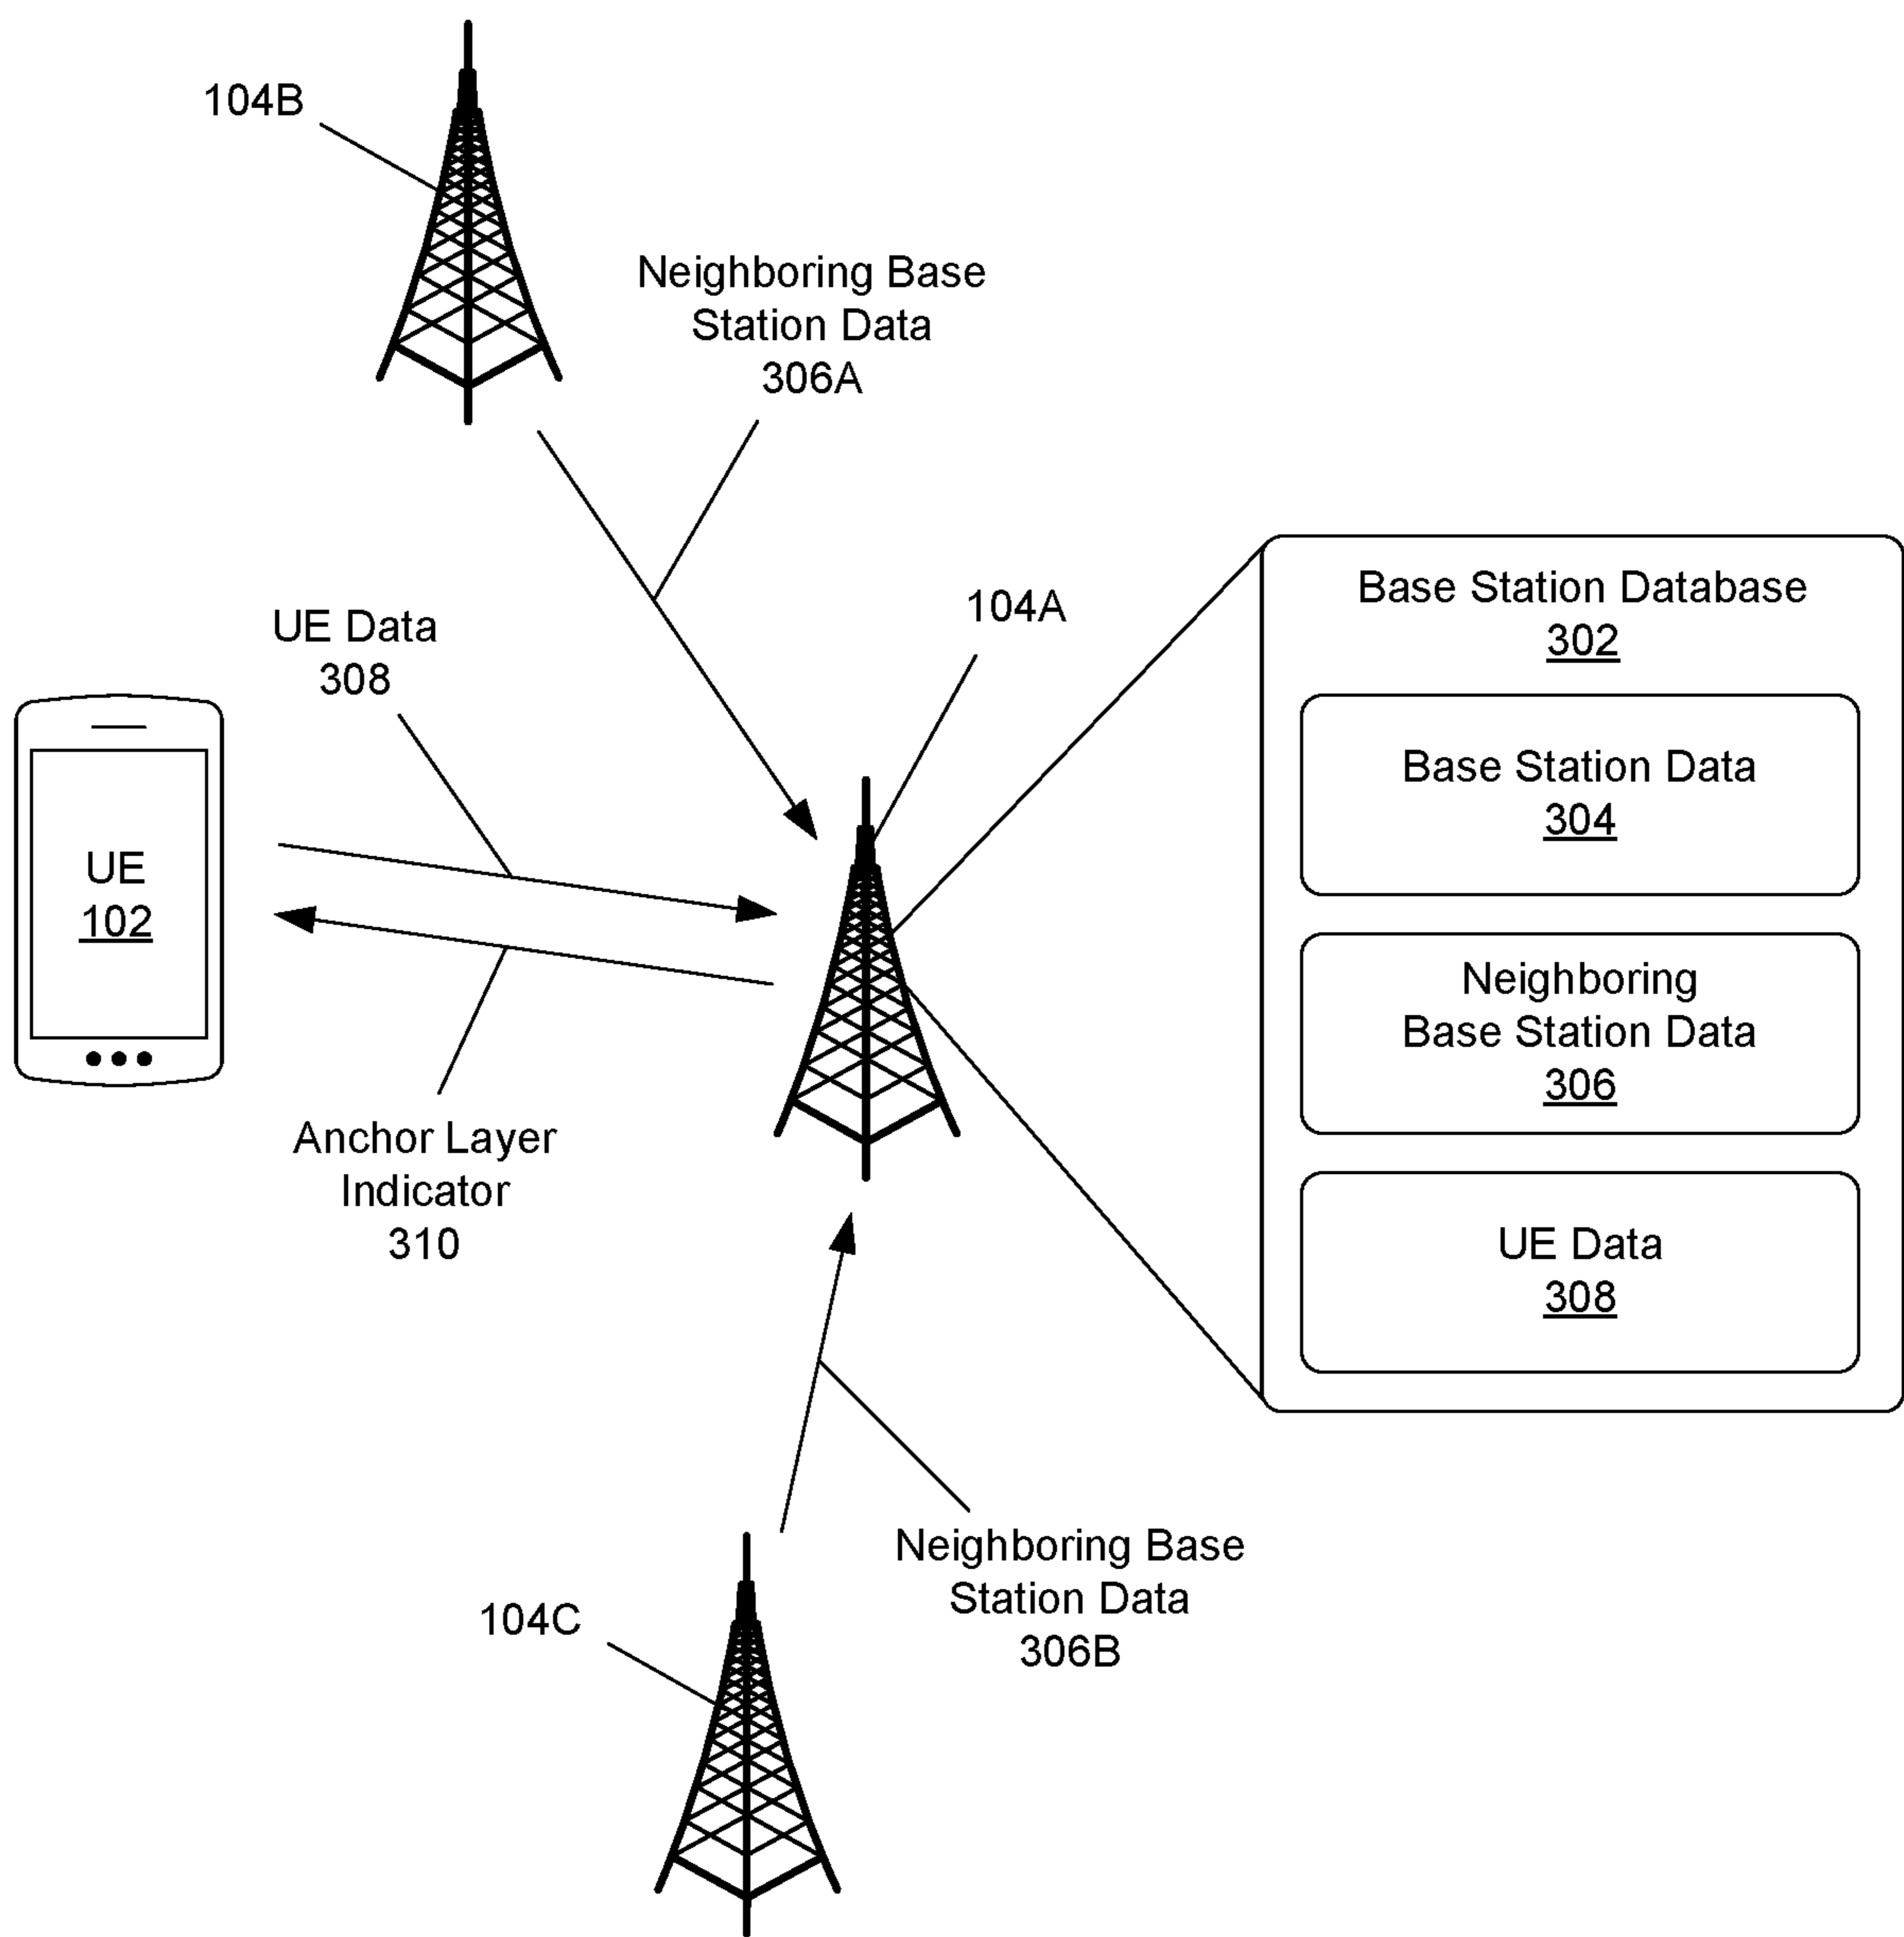 104B
Neighboring Base
Station Data
306A
104A
UE Data
308
UE
102
Anchor Layer
Indicator
310
Base Station Database
302
Base Station Data
304
Neighboring
Base Station Data
306
UE Data
308
Neighboring Base
Station Data
306B
104C